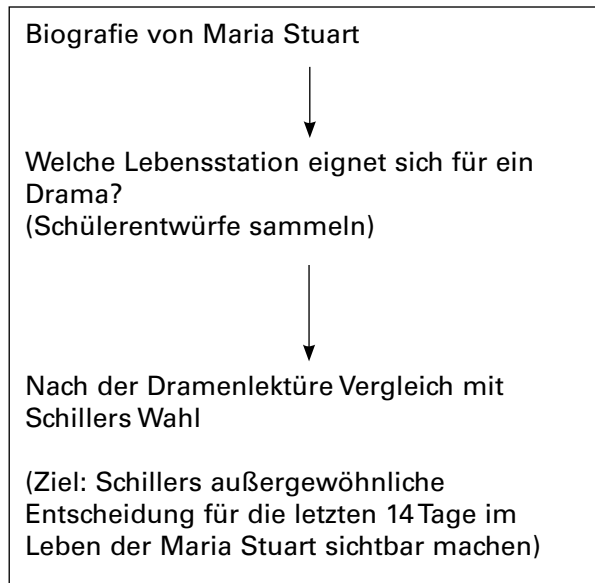 Biografie von Maria Stuart
Welche Lebensstation eignet sich für ein
Drama?
(Schülerentwürfe sammeln)
Nach der Dramenlektüre Vergleich mit
Schillers Wahl
(Ziel: Schillers außergewöhnliche
Entscheidung für die letzten 14 Tage im
Leben der Maria Stuart sichtbar machen)